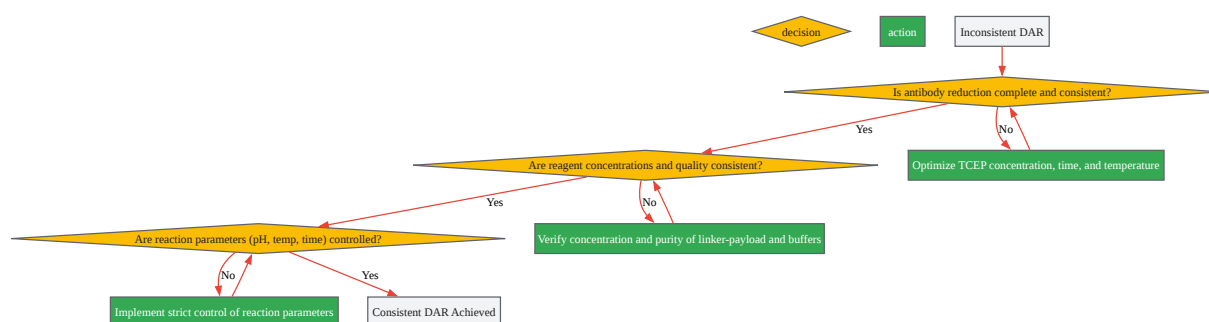 decision
action
Inconsistent DAR
Is antibody reduction complete and consistent?
Yes
No
Are reagent concentrations and quality consistent?
Optimize TCEP concentration, time, and temperature
Yes
No
Are reaction parameters (pH, temp, time) controlled?
Verify concentration and purity of linker-payload and buffers
No
Yes
Implement strict control of reaction parameters
Consistent DAR Achieved